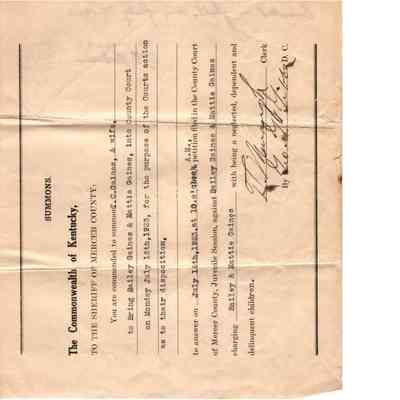 SUMMONS.
The Commonwealth of Kentucky,
TO THE SHERIFF OF MERCER COUNTY:
You are commanded to summon T.C.Gaines, & wife,
to bring Bailey Gaines & Mattie Gaines, into County Court
on Monday July 16th,1923, for the purpose of the Courts action
as to their disposition,
to answer on July 16th,1923.at 10.o'clock A.M., petition filed in the County Court
of Mercer County, Juvenile Session, against Bailey Gaines & Mattie Gaines
charging Bailey & Mattie Gaines with being a neglected, dependent and
delinquent children.
Clerk
By D. C.